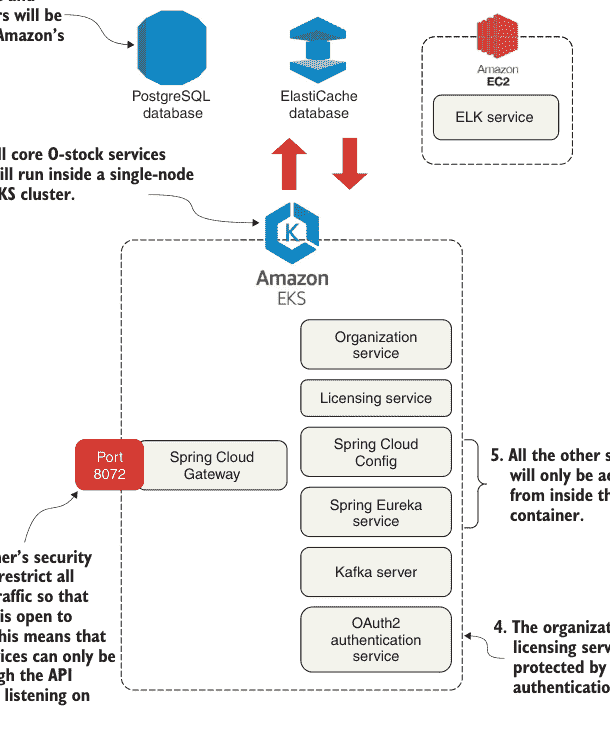 s and
rs will be
Amazon's
PostgreSQL
database
ElastiCache
database
Amazon
EC2
ELK service
ll core O-stock services
ill run inside a single-node
KS cluster.
K
Amazon
EKS
Organization
service
Licensing service
Port
8072
Spring Cloud
Gateway
Spring Cloud
Config
Spring Eureka
service
Kafka server
OAuth2
authentication
service
5. All the other s
will only be ac
from inside th
container.
ner's security
restrict all
raffic so that
is open to
his means that
vices can only be
gh the API
listening on
4. The organizat
licensing serv
protected by
authenticatio